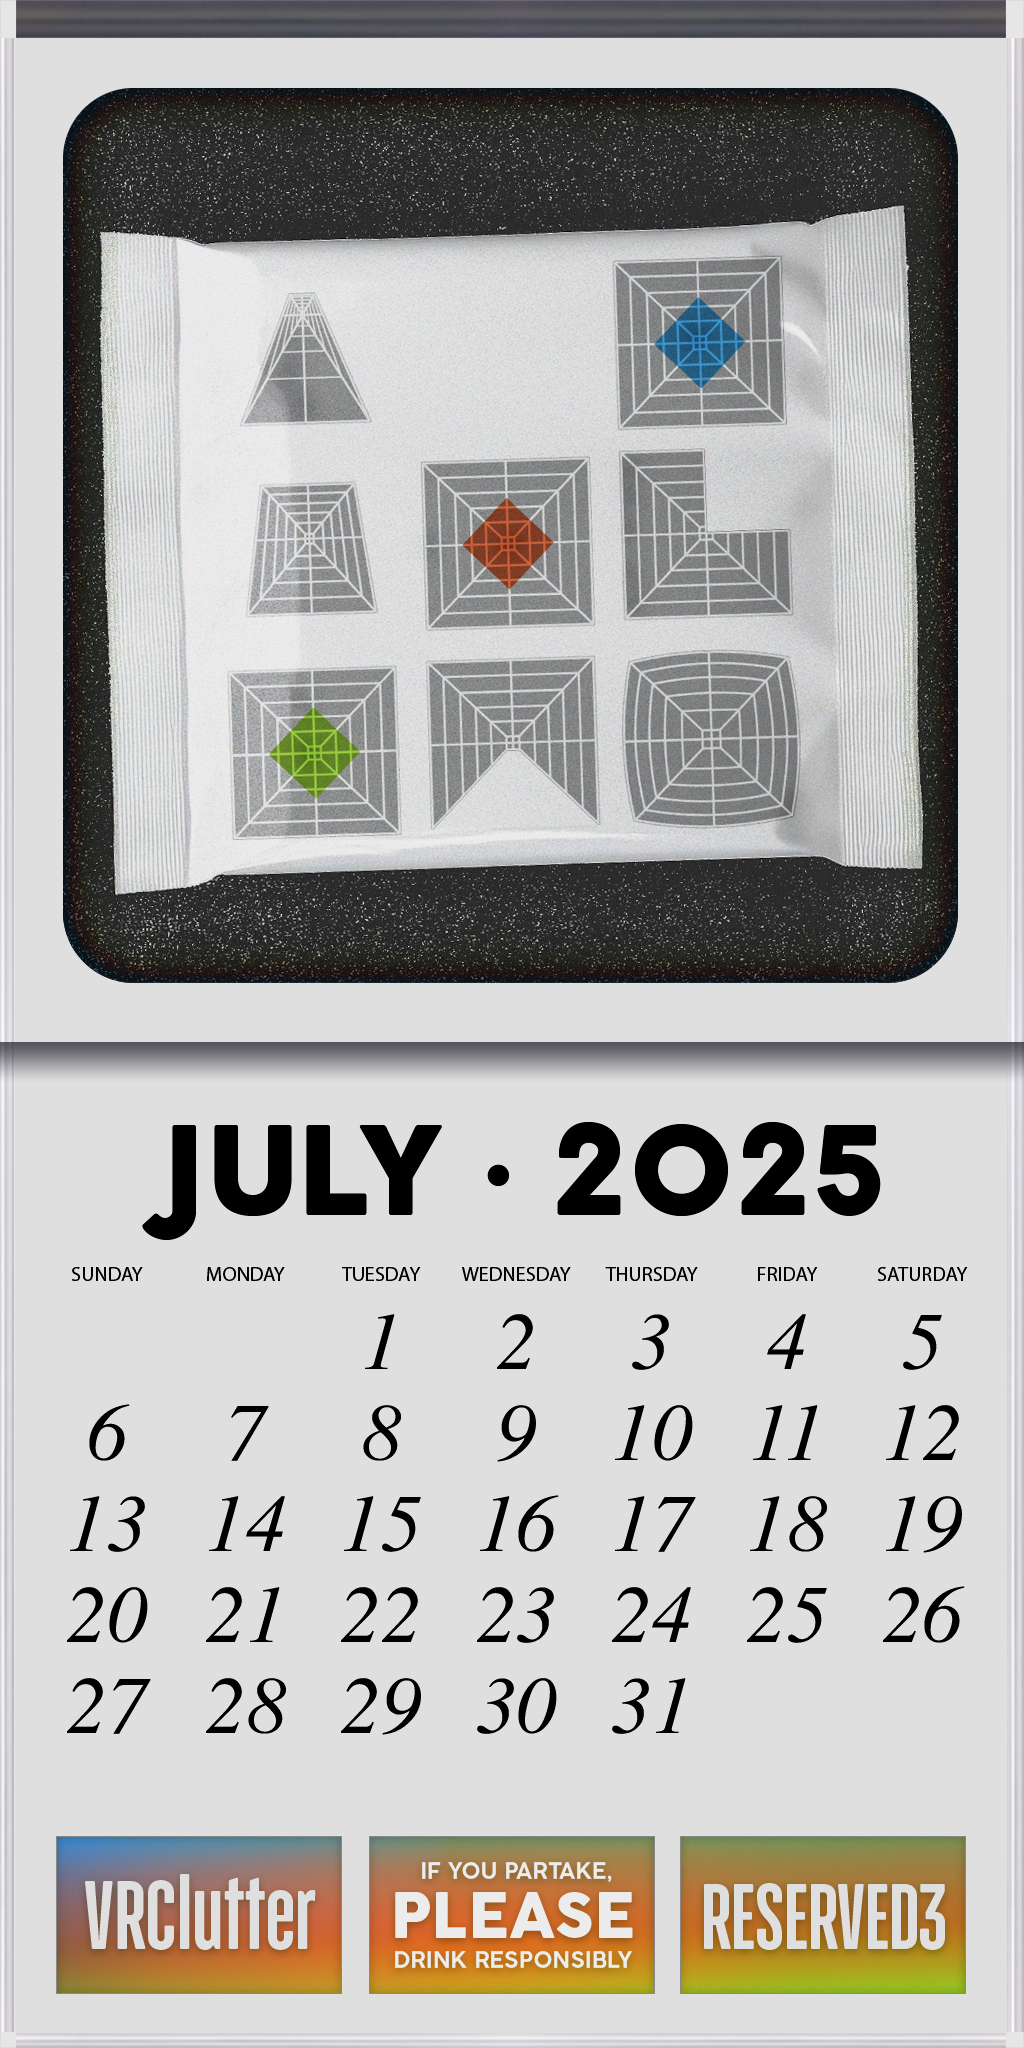 JULY · 2025
SUNDAY MONDAY TUESDAY WEDNESDAY THURSDAY FRIDAY SATURDAY
1 2 3 4 5
6 7 8 9 10 11 12
13 14 15 16 17 18 19
20 21 22 23 24 25 26
27 28 29 30 31
VRClutter
IF YOU PARTAKE,
PLEASE
DRINK RESPONSIBLY
RESERVED3